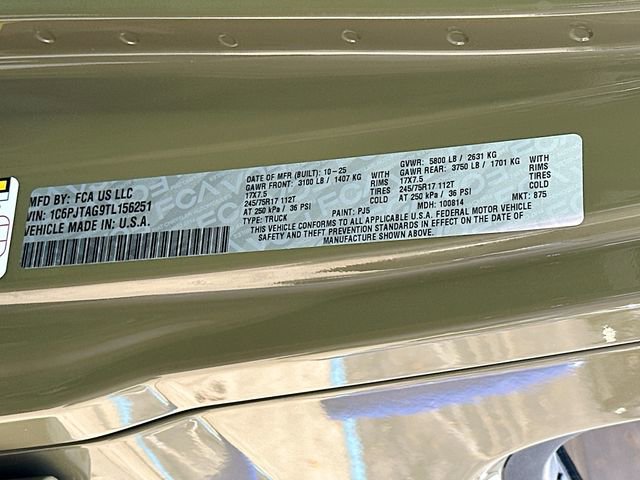 MFD BY: FCA US LLC
VIN: 1C6PJTAG9TL156251
VEHICLE MADE IN: U.S.A.
DATE OF MFR (BUILT): 10-25
GAWR FRONT: 3100 LB / 1407 KG WITH
17X7.5 RIMS
245/75R17 112T TIRES
AT 250 kPa / 36 PSI COLD
TYPE: TRUCK PAINT: PJ5
GVWR: 5800 LB / 2631 KG
GAWR REAR: 3750 LB / 1701 KG WITH
17X7.5 RIMS
245/75R17 112T TIRES
AT 250 kPa / 36 PSI COLD
MDH: 100814 MKT: 875
THIS VEHICLE CONFORMS TO ALL APPLICABLE U.S.A. FEDERAL MOTOR VEHICLE
SAFETY AND THEFT PREVENTION STANDARDS IN EFFECT ON THE DATE OF
MANUFACTURE SHOWN ABOVE.